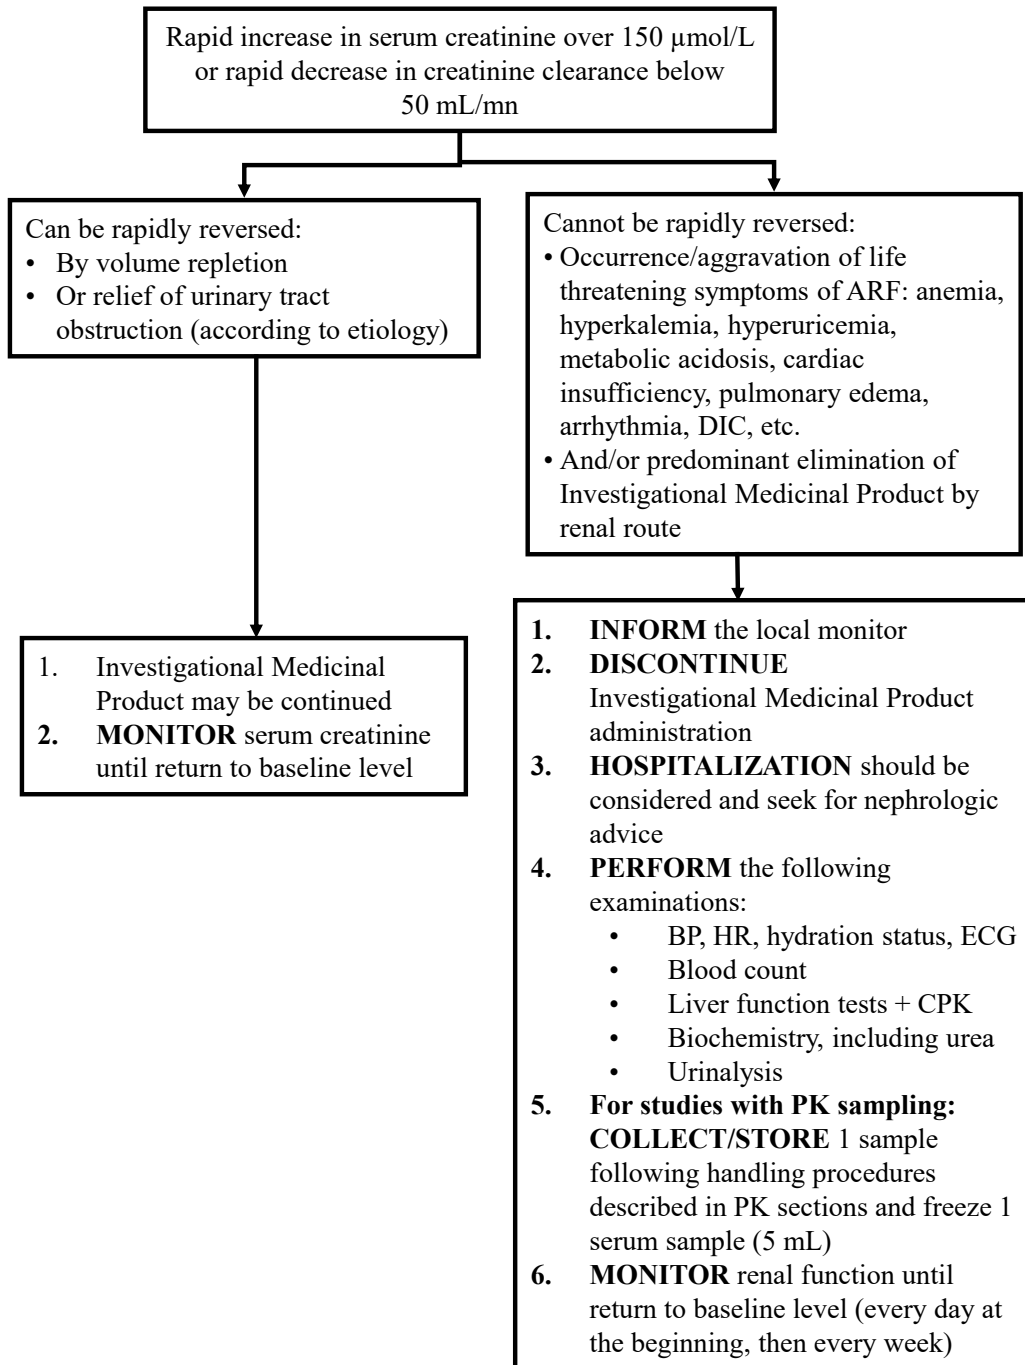 Rapid increase in serum creatinine over 150 µmol/L
or rapid decrease in creatinine clearance below
50 mL/mn
Can be rapidly reversed:
• By volume repletion
• Or relief of urinary tract
obstruction (according to etiology)
Cannot be rapidly reversed:
• Occurrence/aggravation of life
threatening symptoms of ARF: anemia,
hyperkalemia, hyperuricemia,
metabolic acidosis, cardiac
insufficiency, pulmonary edema,
arrhythmia, DIC, etc.
• And/or predominant elimination of
Investigational Medicinal Product by
renal route
1. Investigational Medicinal
Product may be continued
2. MONITOR serum creatinine
until return to baseline level
1. INFORM the local monitor
2. DISCONTINUE
Investigational Medicinal Product
administration
3. HOSPITALIZATION should be
considered and seek for nephrologic
advice
4. PERFORM the following
examinations:
• BP, HR, hydration status, ECG
• Blood count
• Liver function tests + CPK
• Biochemistry, including urea
• Urinalysis
5. For studies with PK sampling:
COLLECT/STORE 1 sample
following handling procedures
described in PK sections and freeze 1
serum sample (5 mL)
6. MONITOR renal function until
return to baseline level (every day at
the beginning, then every week)